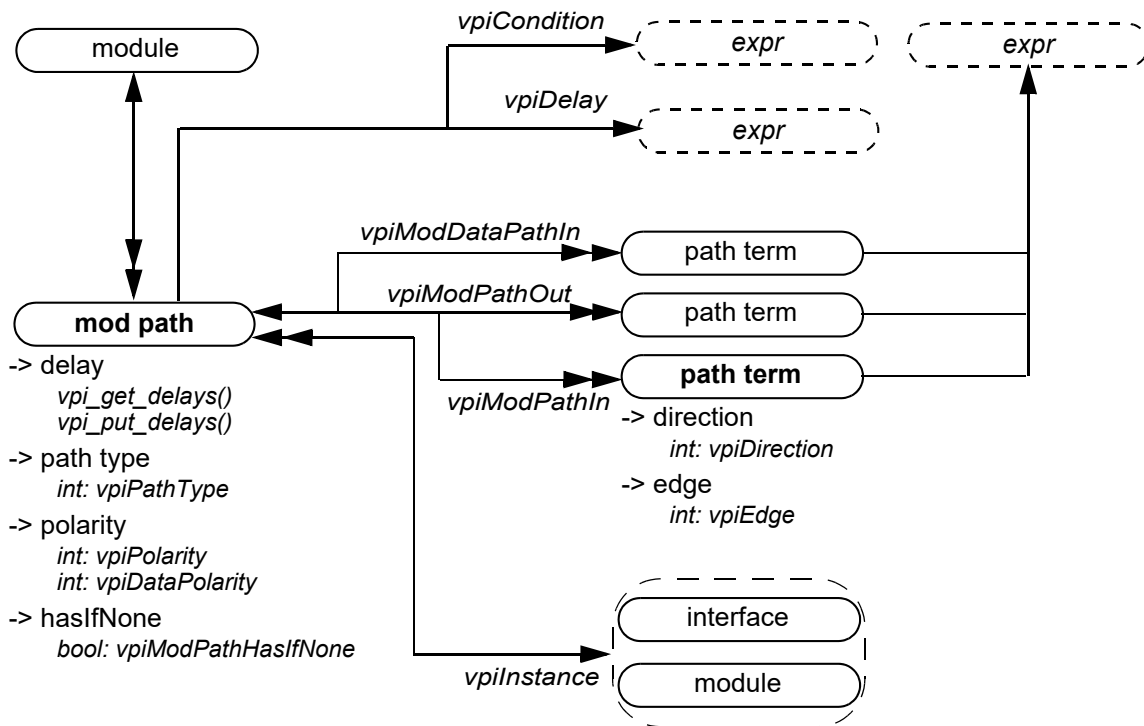 module
vpiCondition
expr
expr
vpiDelay
expr
vpiModDataPathIn
path term
mod path
vpiModPathOut
path term
vpiModPathIn
path term
-> delay
vpi_get_delays()
vpi_put_delays()
-> path type
int: vpiPathType
-> polarity
int: vpiPolarity
int: vpiDataPolarity
-> hasIfNone
bool: vpiModPathHasIfNone
-> direction
int: vpiDirection
-> edge
int: vpiEdge
vpiInstance
interface
module